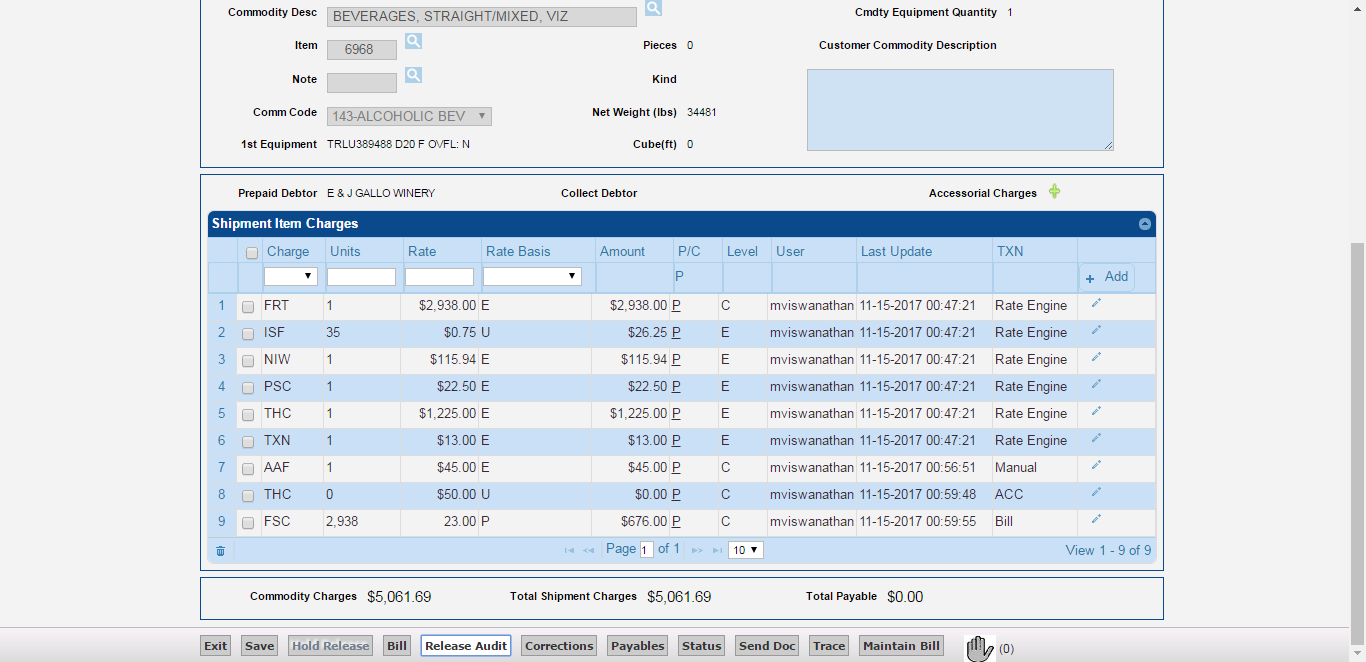 Commodity Desc BEVERAGES, STRAIGHT/MIXED, VIZ Cmdty Equipment Quantity 1
Item 6968 Pieces 0 Customer Commodity Description
Note Kind
Comm Code 143-ALCOHOLIC BEV Net Weight (lbs) 34481
1st Equipment TRLU389488 D20 F OVFL: N Cube(ft) 0
Prepaid Debtor E & J GALLO WINERY Collect Debtor Accessorial Charges
Shipment Item Charges
Charge Units Rate Rate Basis Amount P/C Level User Last Update TXN
P + Add
1 FRT 1 $2,938.00 E $2,938.00 P C mviswanathan 11-15-2017 00:47:21 Rate Engine
2 ISF 35 $0.75 U $26.25 P E mviswanathan 11-15-2017 00:47:21 Rate Engine
3 NIW 1 $115.94 E $115.94 P E mviswanathan 11-15-2017 00:47:21 Rate Engine
4 PSC 1 $22.50 E $22.50 P E mviswanathan 11-15-2017 00:47:21 Rate Engine
5 THC 1 $1,225.00 E $1,225.00 P E mviswanathan 11-15-2017 00:47:21 Rate Engine
6 TXN 1 $13.00 E $13.00 P E mviswanathan 11-15-2017 00:47:21 Rate Engine
7 AAF 1 $45.00 E $45.00 P C mviswanathan 11-15-2017 00:56:51 Manual
8 THC 0 $50.00 U $0.00 P C mviswanathan 11-15-2017 00:59:48 ACC
9 FSC 2,938 23.00 P $676.00 P C mviswanathan 11-15-2017 00:59:55 Bill
Page 1 of 1 10 View 1 - 9 of 9
Commodity Charges $5,061.69 Total Shipment Charges $5,061.69 Total Payable $0.00
Exit Save Hold Release Bill Release Audit Corrections Payables Status Send Doc Trace Maintain Bill (0)